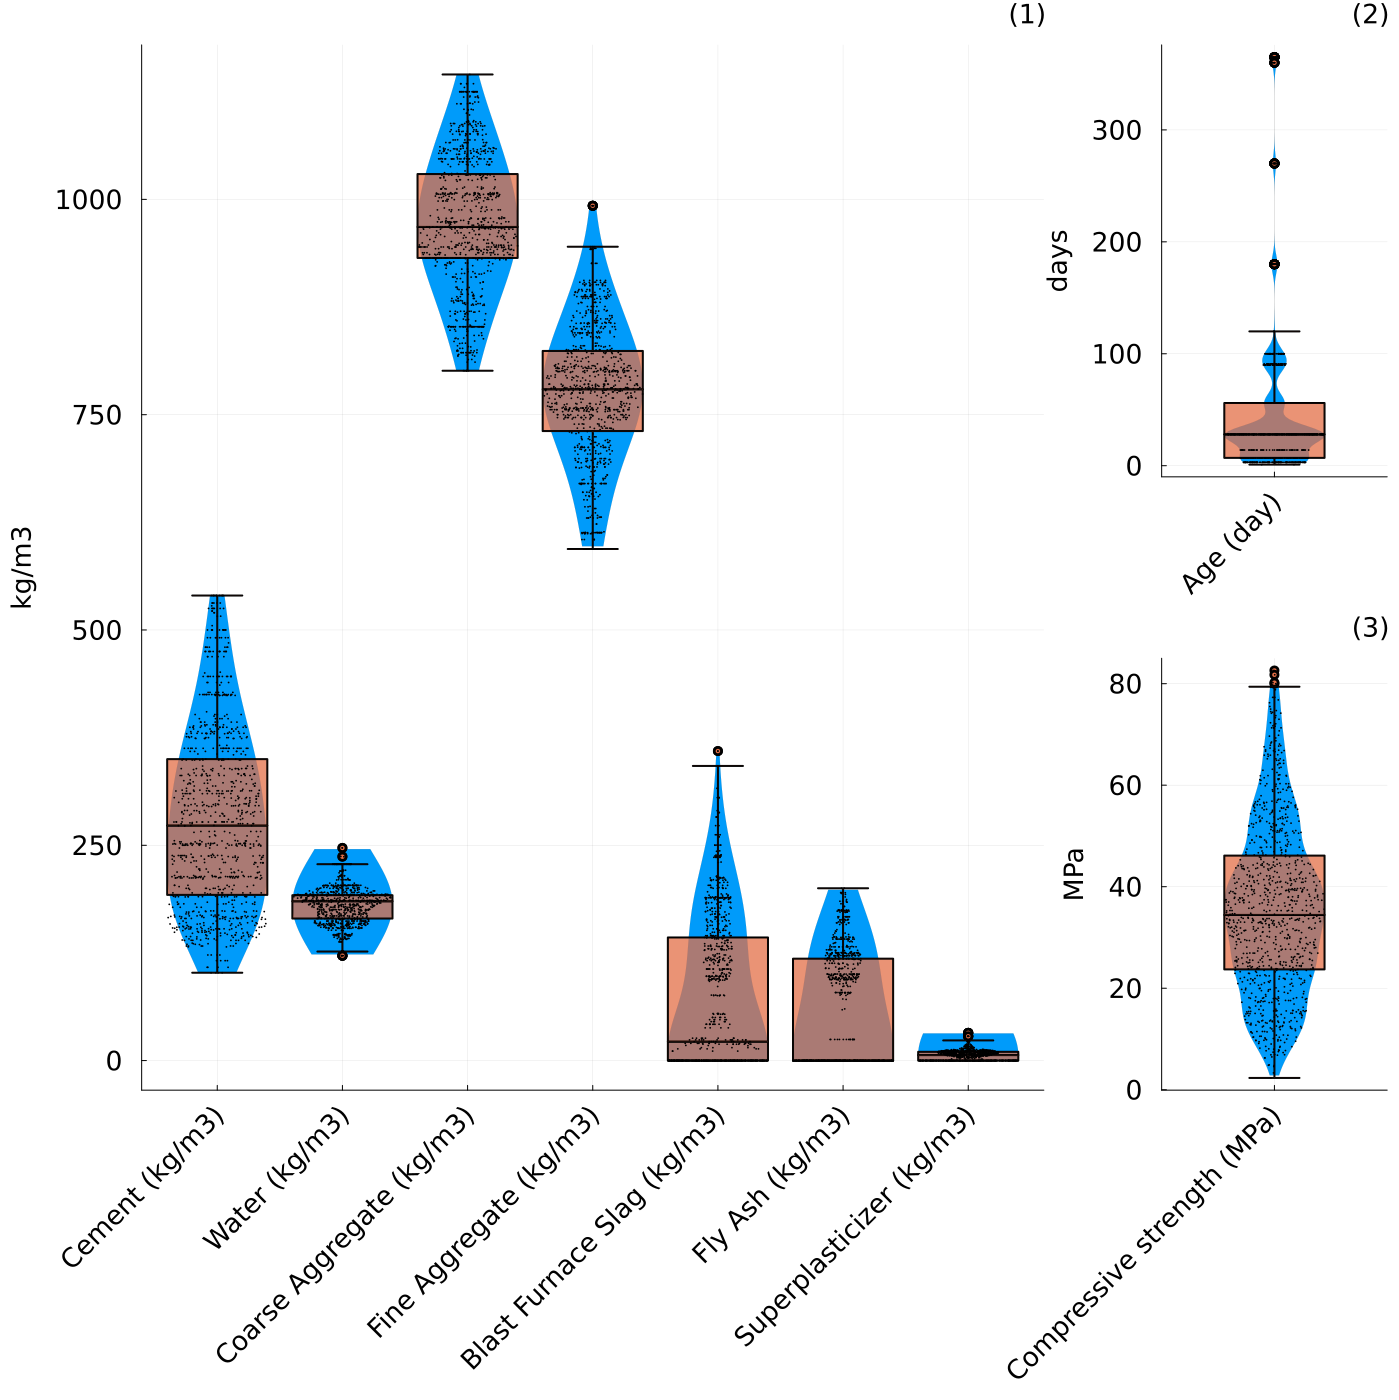 (1)
kg/m3
1000
750
500
250
0
Cement (kg/m3)
Water (kg/m3)
Coarse Aggregate (kg/m3)
Fine Aggregate (kg/m3)
Blast Furnace Slag (kg/m3)
Fly Ash (kg/m3)
Superplasticizer (kg/m3)
(2)
days
300
200
100
0
Age (day)
(3)
MPa
80
60
40
20
0
Compressive strength (MPa)